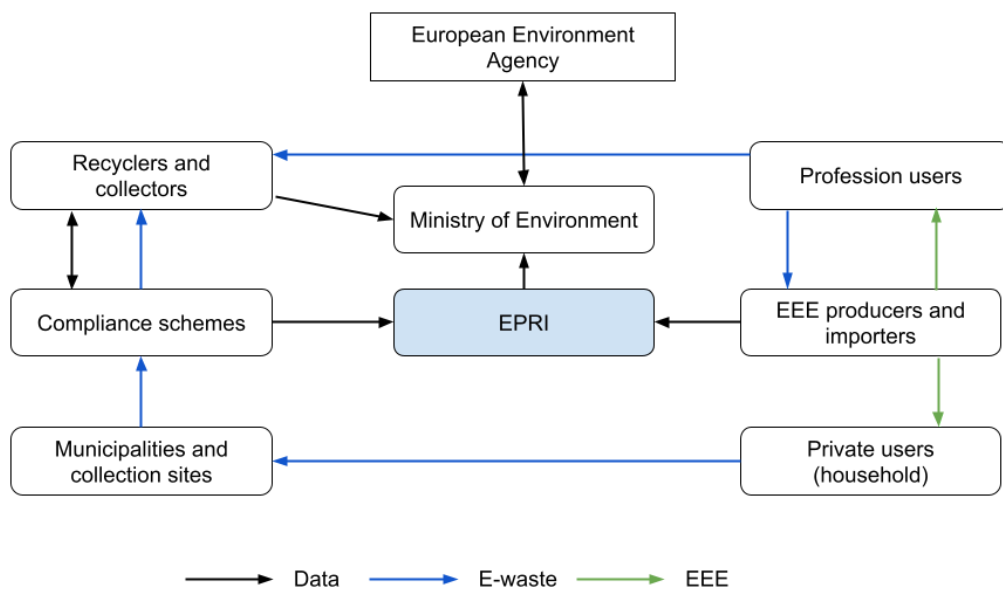 European Environment
Agency
Recyclers and
collectors
Profession users
Ministry of Environment
Compliance schemes
EPRI
EEE producers and
importers
Municipalities and
collection sites
Private users
(household)
Data
E-waste
EEE